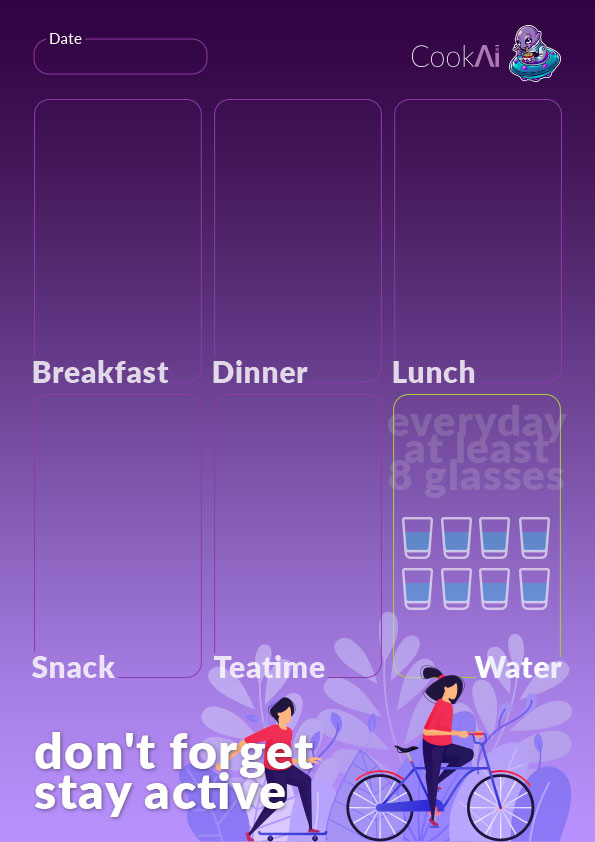 Date
CookAi
Breakfast
Dinner
Lunch
everyday
at least
8 glasses
Snack
Teatime
Water
don't forget
stay active